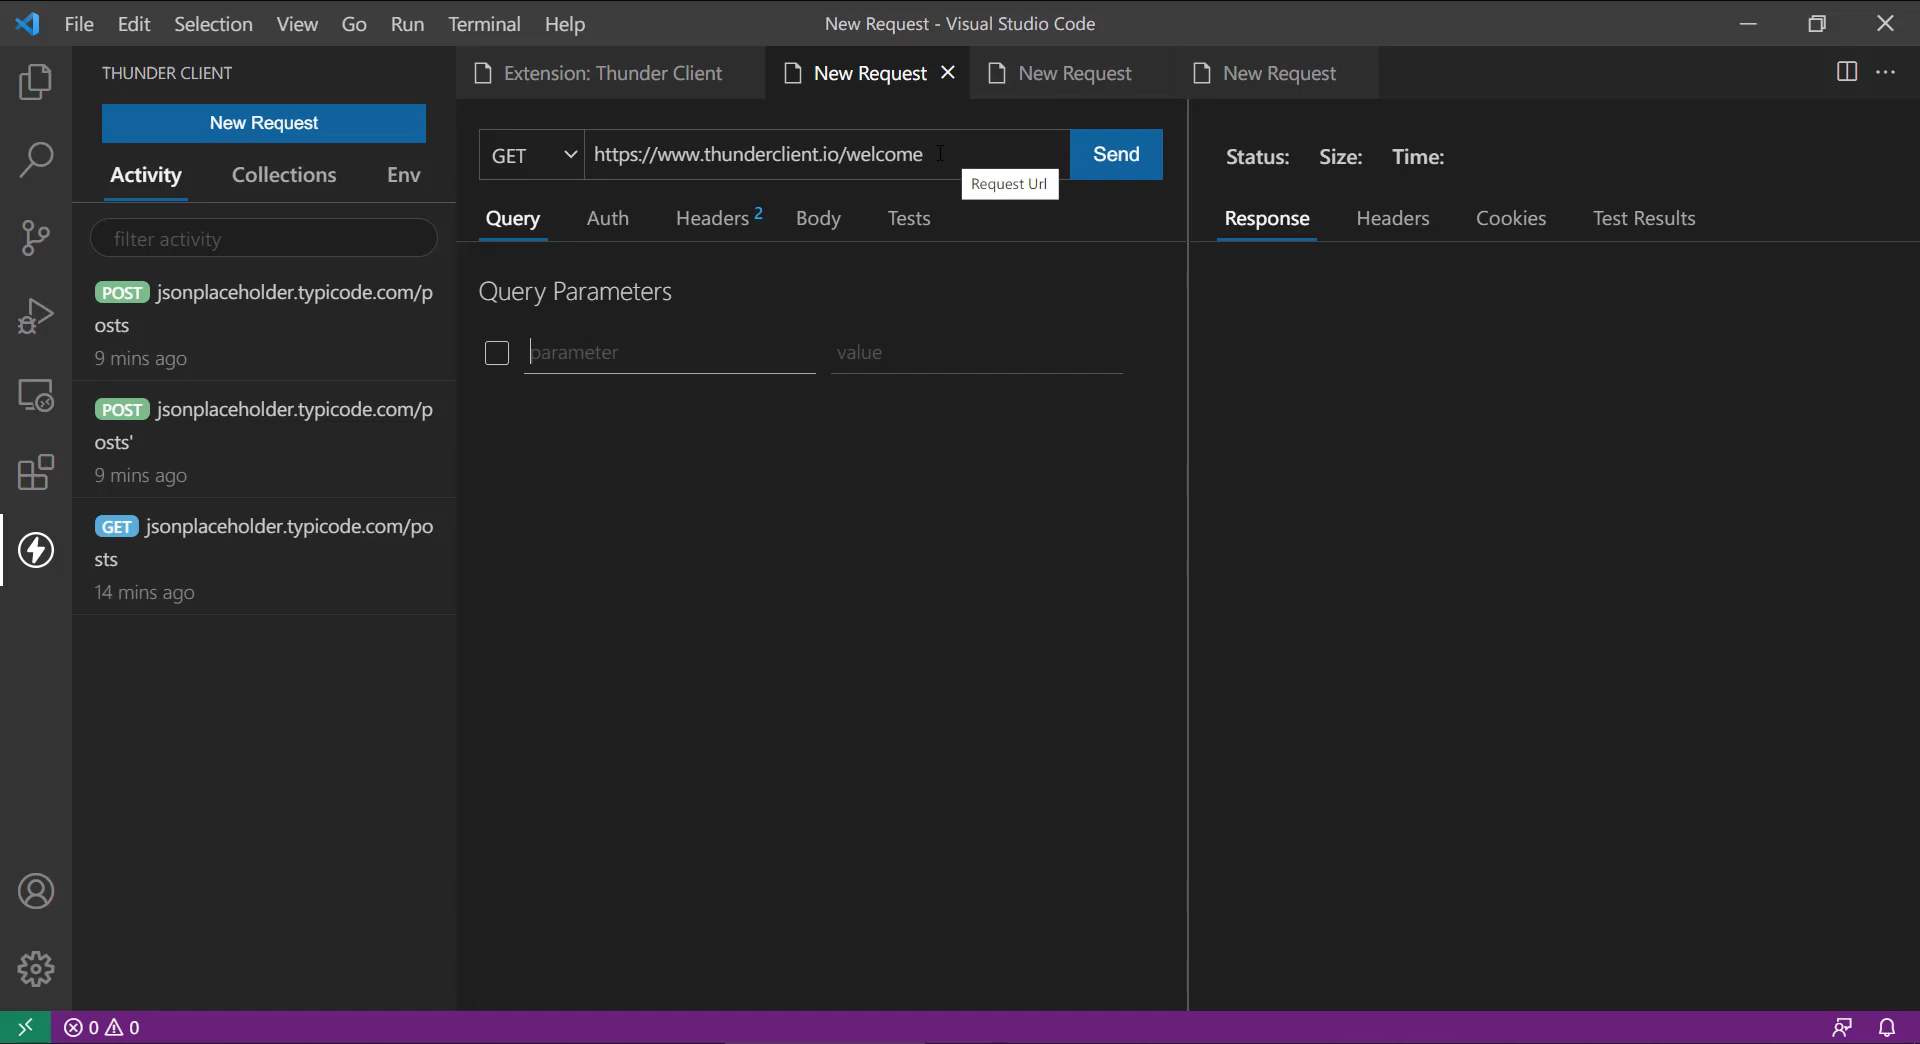 File Edit Selection View Go Run Terminal Help
New Request - Visual Studio Code
THUNDER CLIENT
New Request
Activity Collections Env
filter activity
POST jsonplaceholder.typicode.com/p
osts
9 mins ago
POST jsonplaceholder.typicode.com/p
osts'
9 mins ago
GET jsonplaceholder.typicode.com/po
sts
14 mins ago
Extension: Thunder Client New Request New Request New Request
GET https://www.thunderclient.io/welcome Send
Request Url
Query Auth Headers 2 Body Tests
Query Parameters
parameter value
Status: Size: Time:
Response Headers Cookies Test Results
0 0